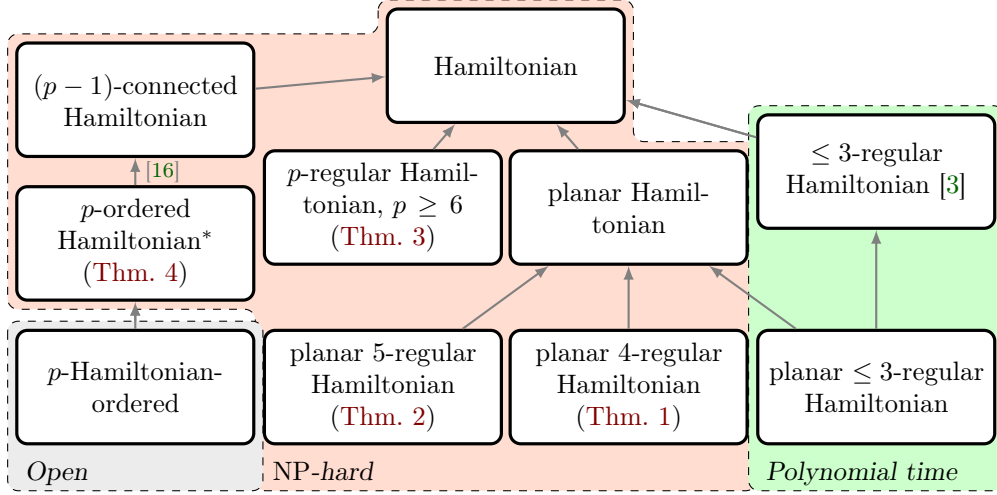 Hamiltonian
(p − 1)-connected
Hamiltonian
[16]
≤ 3-regular
Hamiltonian [3]
p-regular Hamil-
tonian, p ≥ 6
(Thm. 3)
planar Hamil-
tonian
p-ordered
Hamiltonian*
(Thm. 4)
p-Hamiltonian-
ordered
planar 5-regular
Hamiltonian
(Thm. 2)
planar 4-regular
Hamiltonian
(Thm. 1)
planar ≤ 3-regular
Hamiltonian
Open
NP-hard
Polynomial time